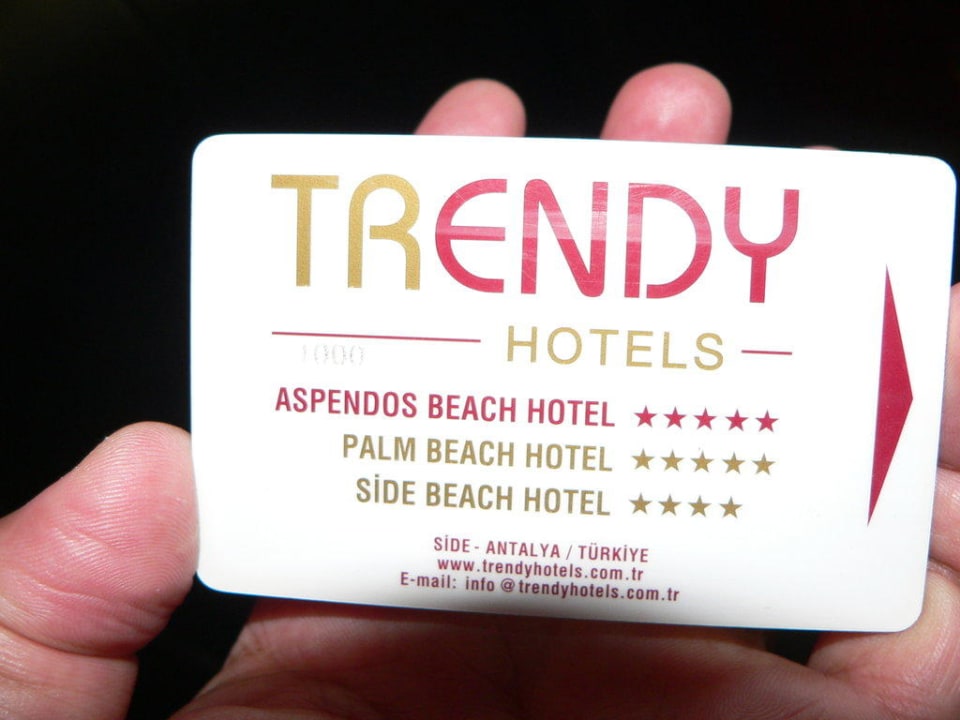 TRENDY
HOTELS
1000
ASPENDOS BEACH HOTEL ★★★★★
PALM BEACH HOTEL ★★★★★
SİDE BEACH HOTEL ★★★★
SİDE - ANTALYA / TÜRKİYE
www.trendyhotels.com.tr
E-mail: info @trendyhotels.com.tr